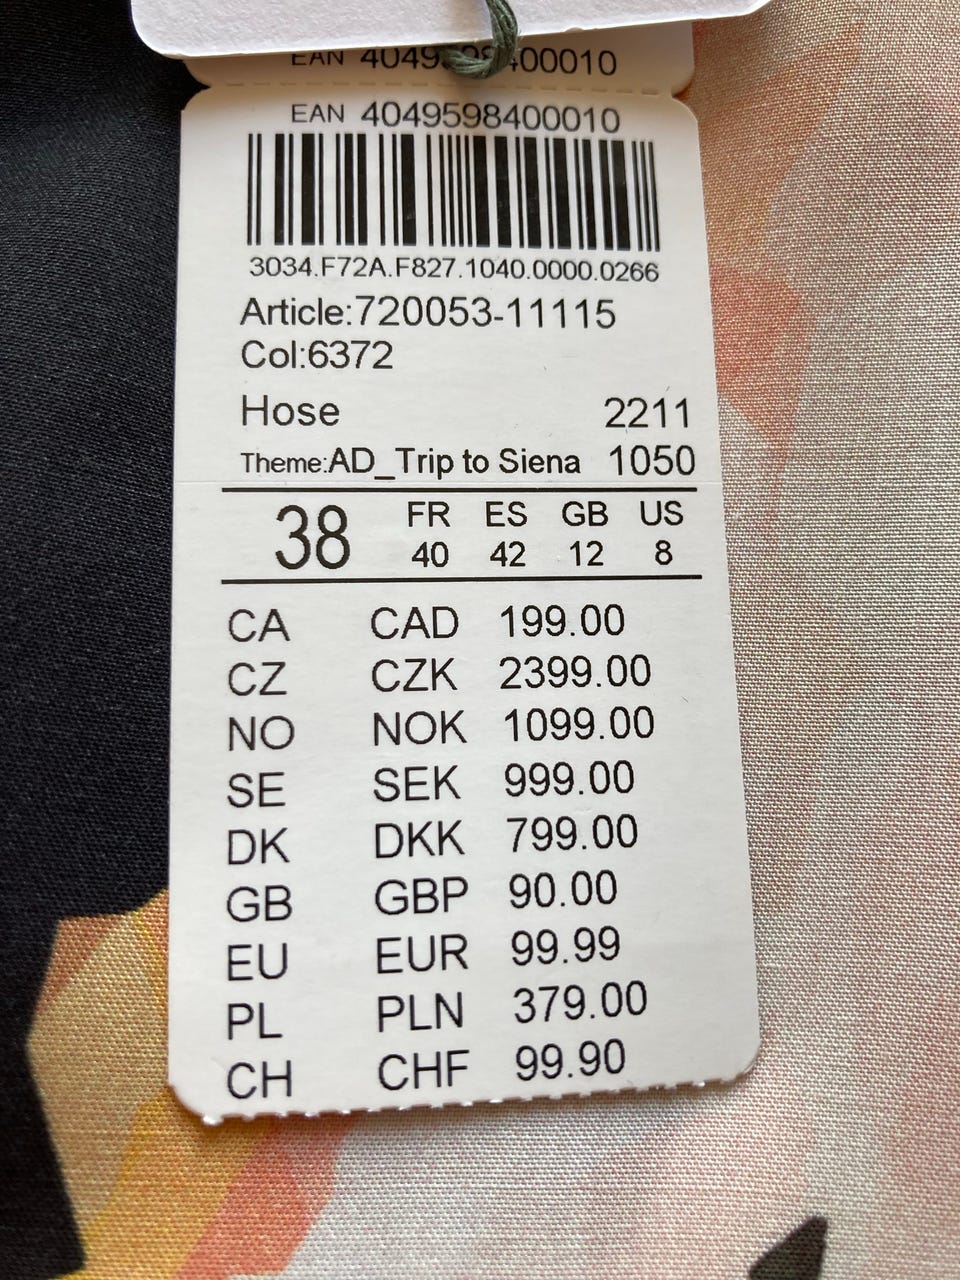 EAN 4049598400010
EAN 4049598400010
3034.F72A.F827.1040.0000.0266
Article:720053-11115
Col:6372
Hose 2211
Theme:AD_Trip to Siena 1050
38 FR ES GB US
40 42 12 8
CA CAD 199.00
CZ CZK 2399.00
NO NOK 1099.00
SE SEK 999.00
DK DKK 799.00
GB GBP 90.00
EU EUR 99.99
PL PLN 379.00
CH CHF 99.90